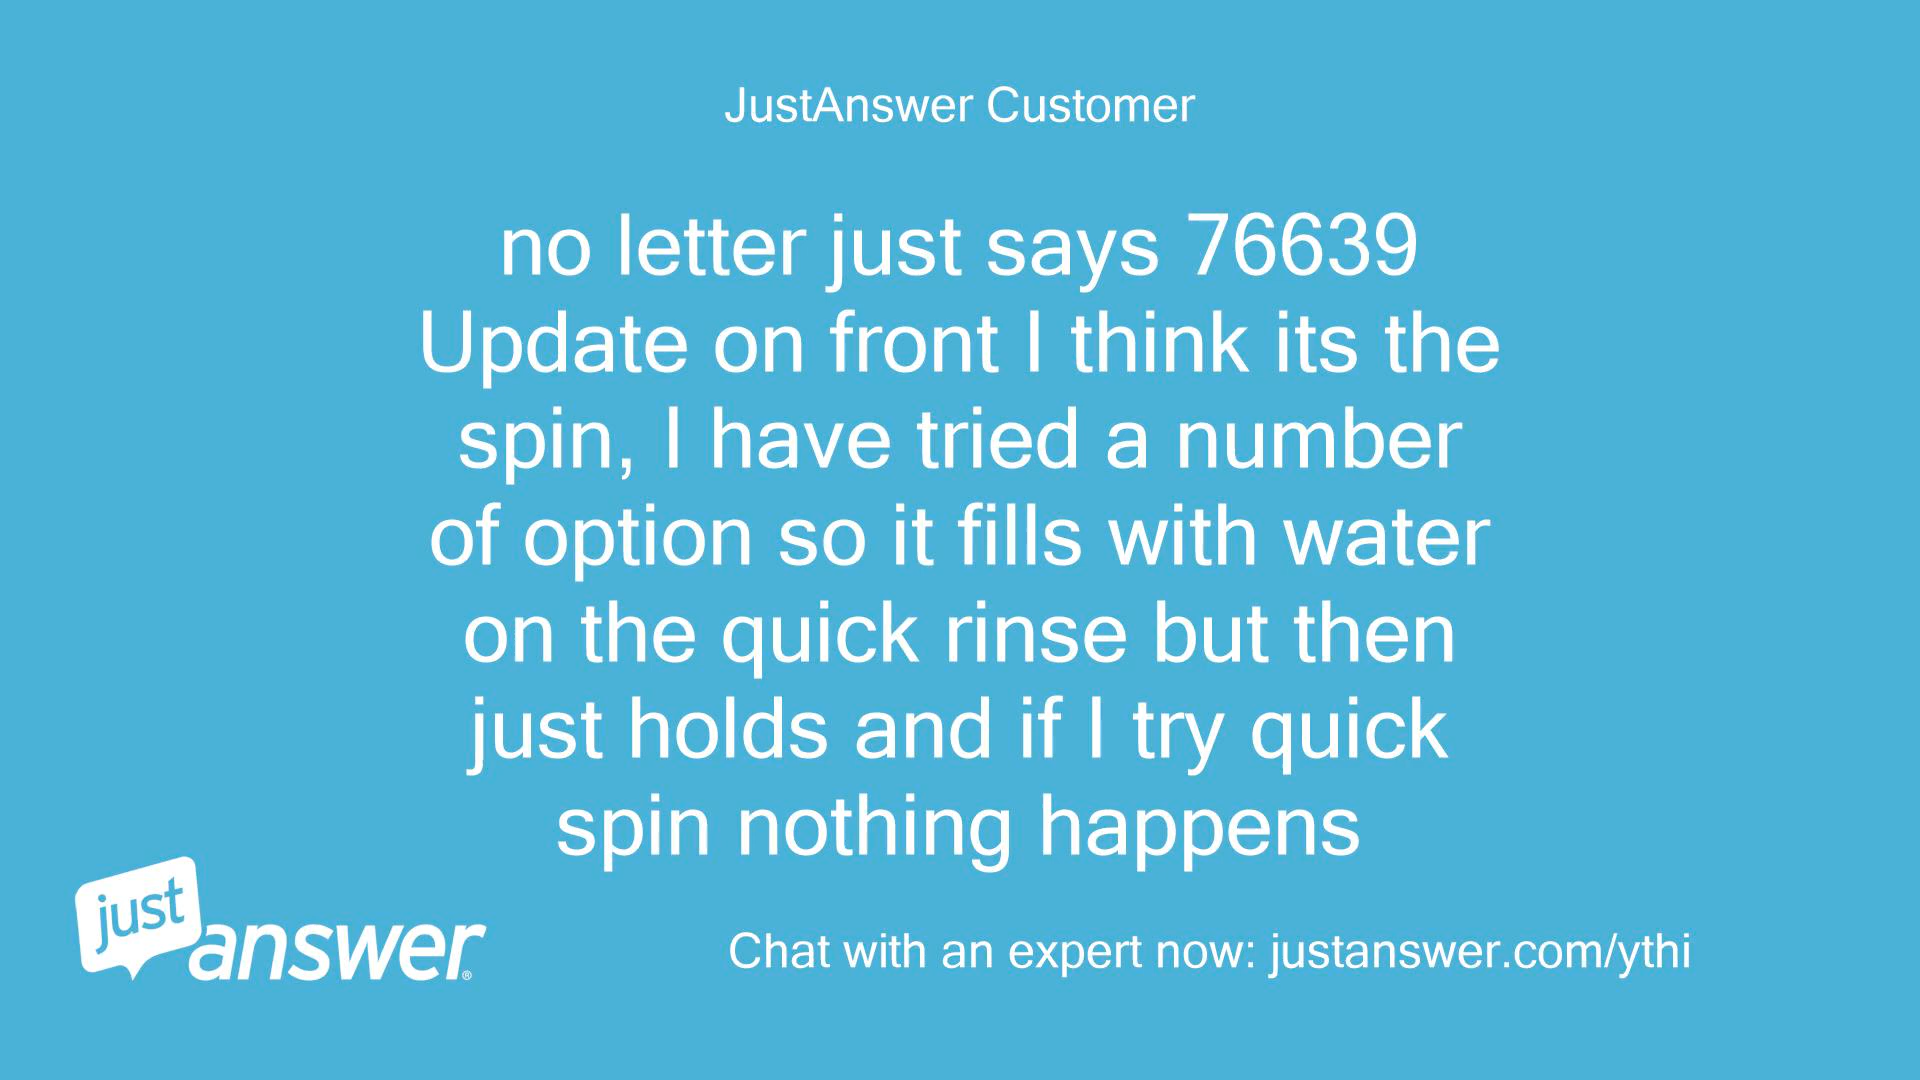 JustAnswer Customer
no letter just says 76639
Update on front I think its the
spin, I have tried a number
of option so it fills with water
on the quick rinse but then
just holds and if I try quick
spin nothing happens
just
answer®
Chat with an expert now: justanswer.com/ythi